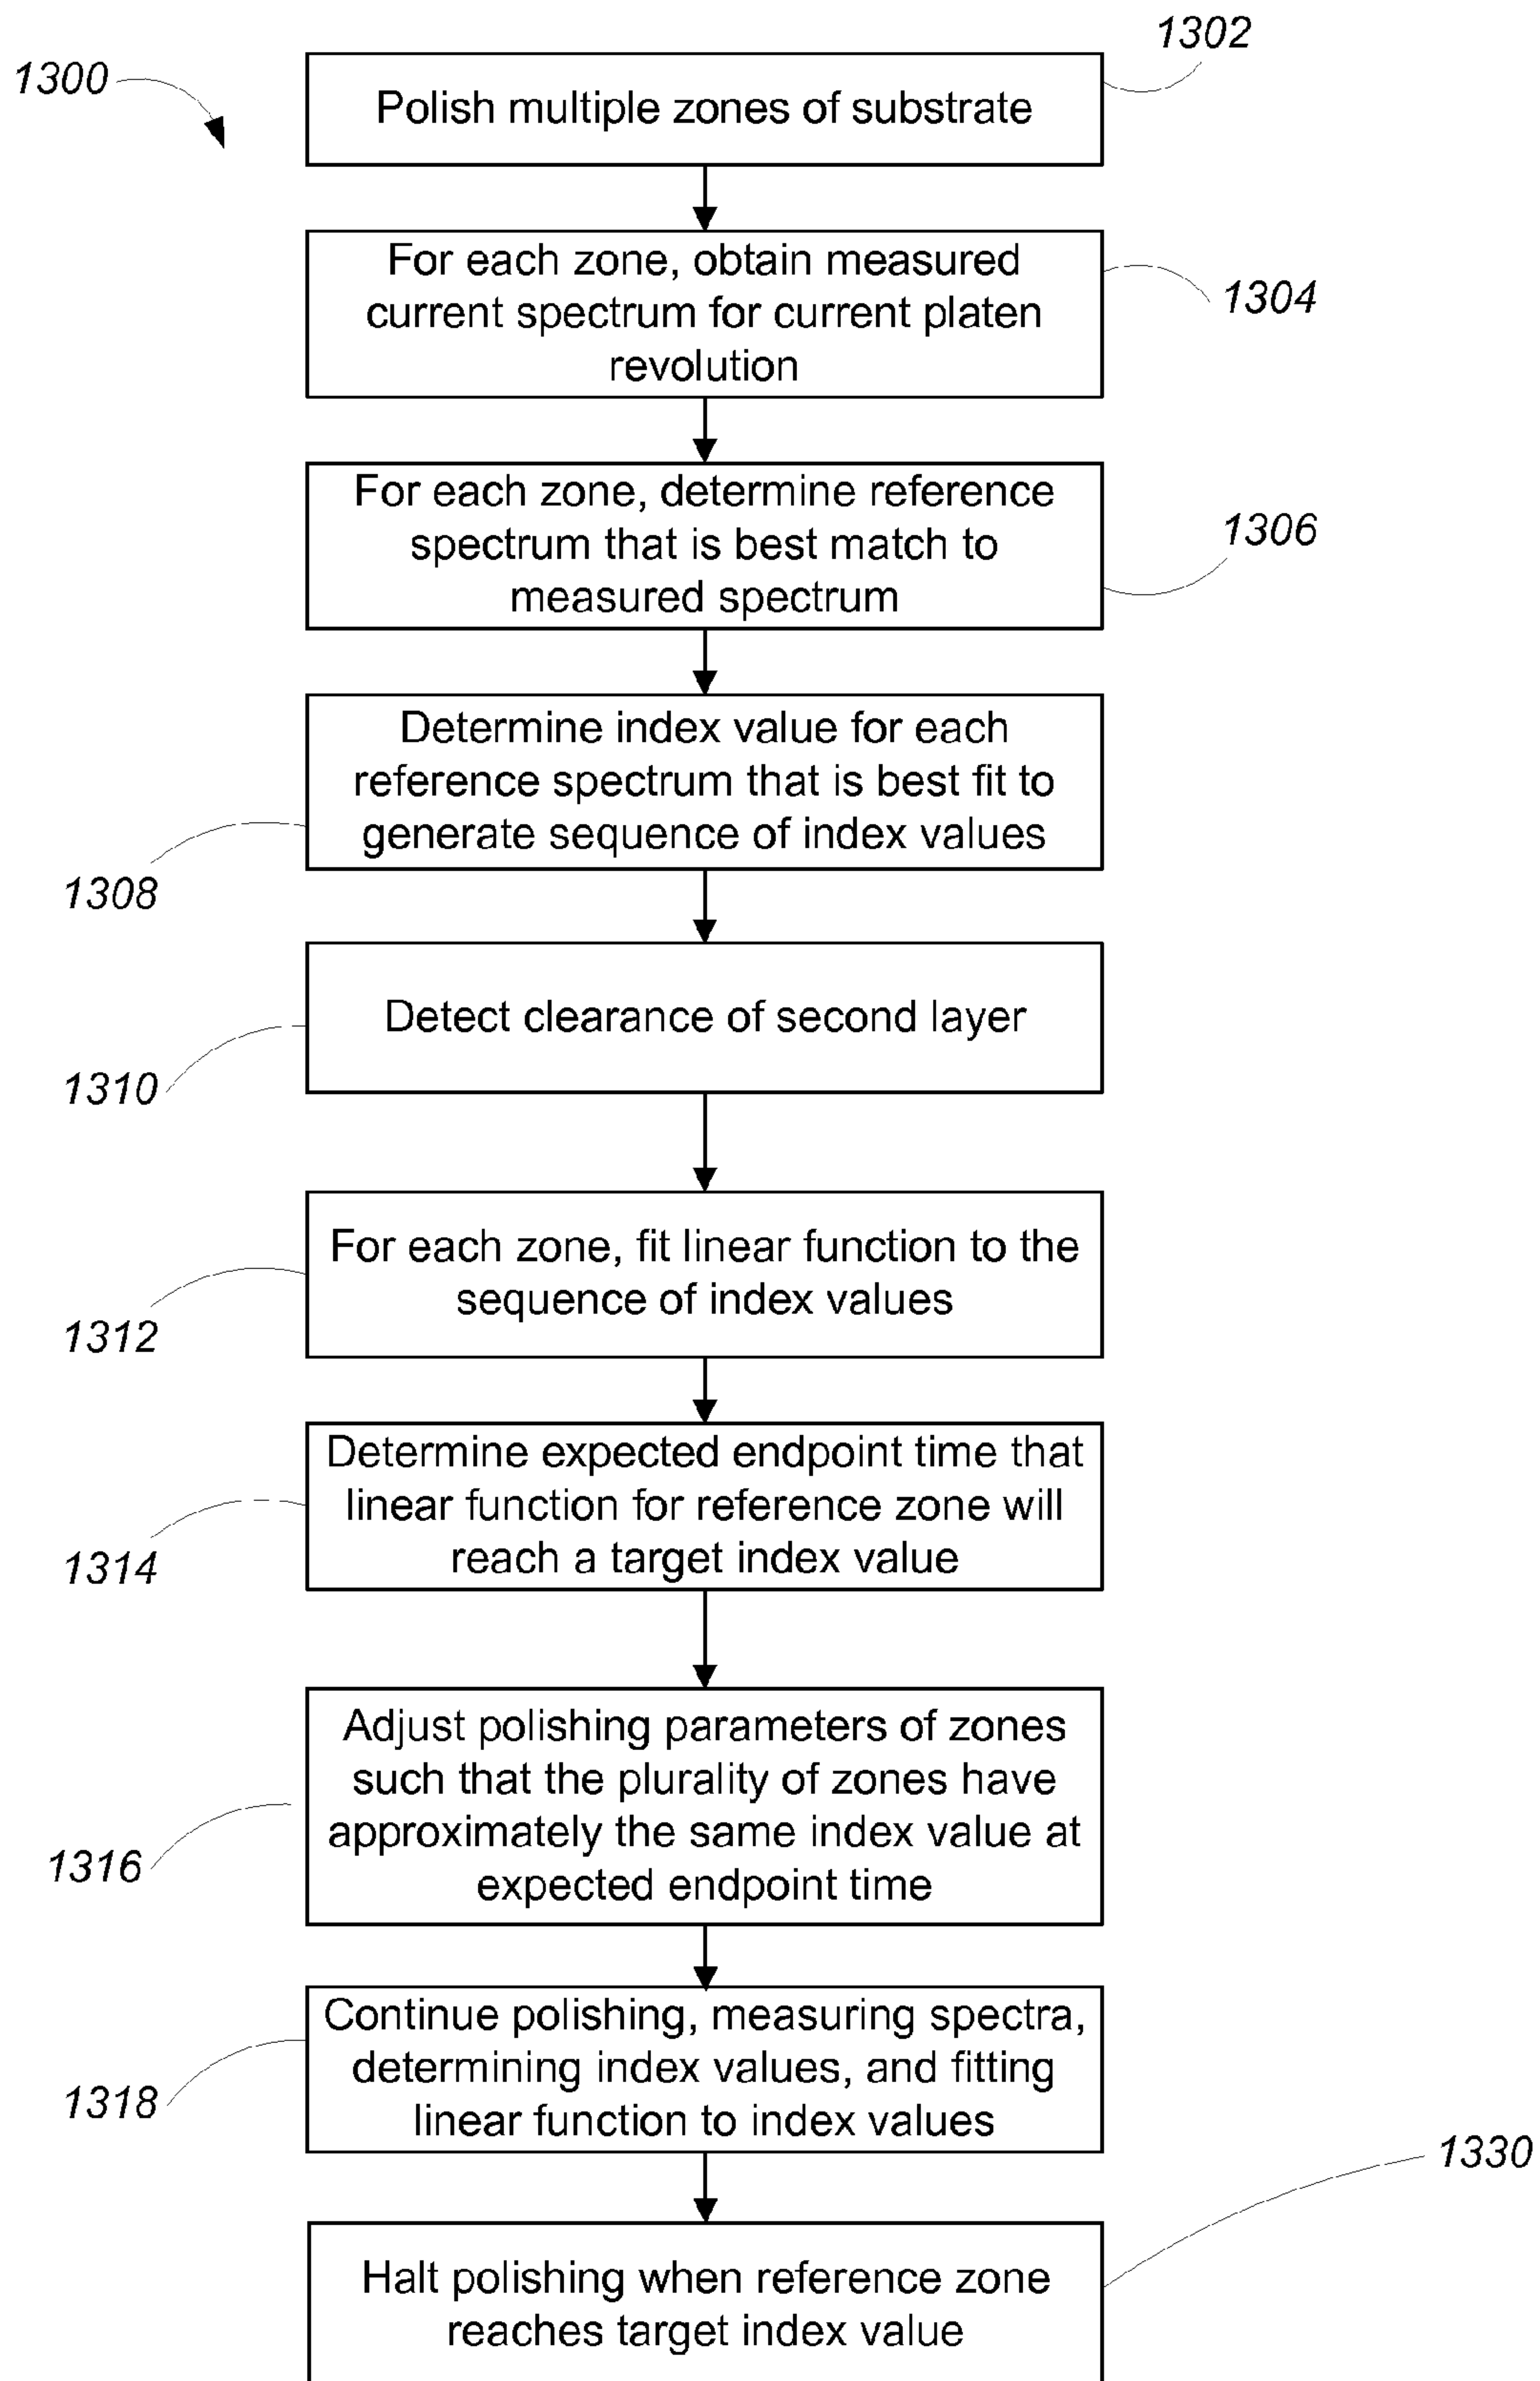 1302
1300
Polish multiple zones of substrate
For each zone, obtain measured
current spectrum for current platen
revolution
1304
For each zone, determine reference
spectrum that is best match to
measured spectrum
1306
Determine index value for each
reference spectrum that is best fit to
generate sequence of index values
1308
Detect clearance of second layer
1310
For each zone, fit linear function to the
sequence of index values
1312
Determine expected endpoint time that
linear function for reference zone will
reach a target index value
1314
Adjust polishing parameters of zones
such that the plurality of zones have
approximately the same index value at
expected endpoint time
1316
Continue polishing, measuring spectra,
determining index values, and fitting
linear function to index values
1318
1330
Halt polishing when reference zone
reaches target index value